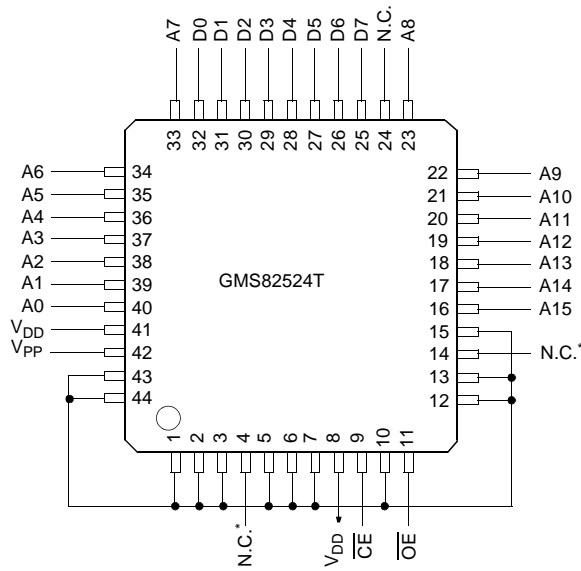 A7 D0 D1 D2 D3 D4 D5 D6 D7 N.C. A8
33 32 31 30 29 28 27 26 25 24 23
A6 34 22 A9
A5 35 21 A10
A4 36 20 A11
A3 37 19 A12
A2 38 18 A13
A1 39 GMS82524T 17 A14
A0 40 16 A15
VDD 41 15
VPP 42 14 N.C.*
43 13
44 12
1 2 3 4 5 6 7 8 9 10 11
N.C.* VDD C̅E̅ O̅E̅